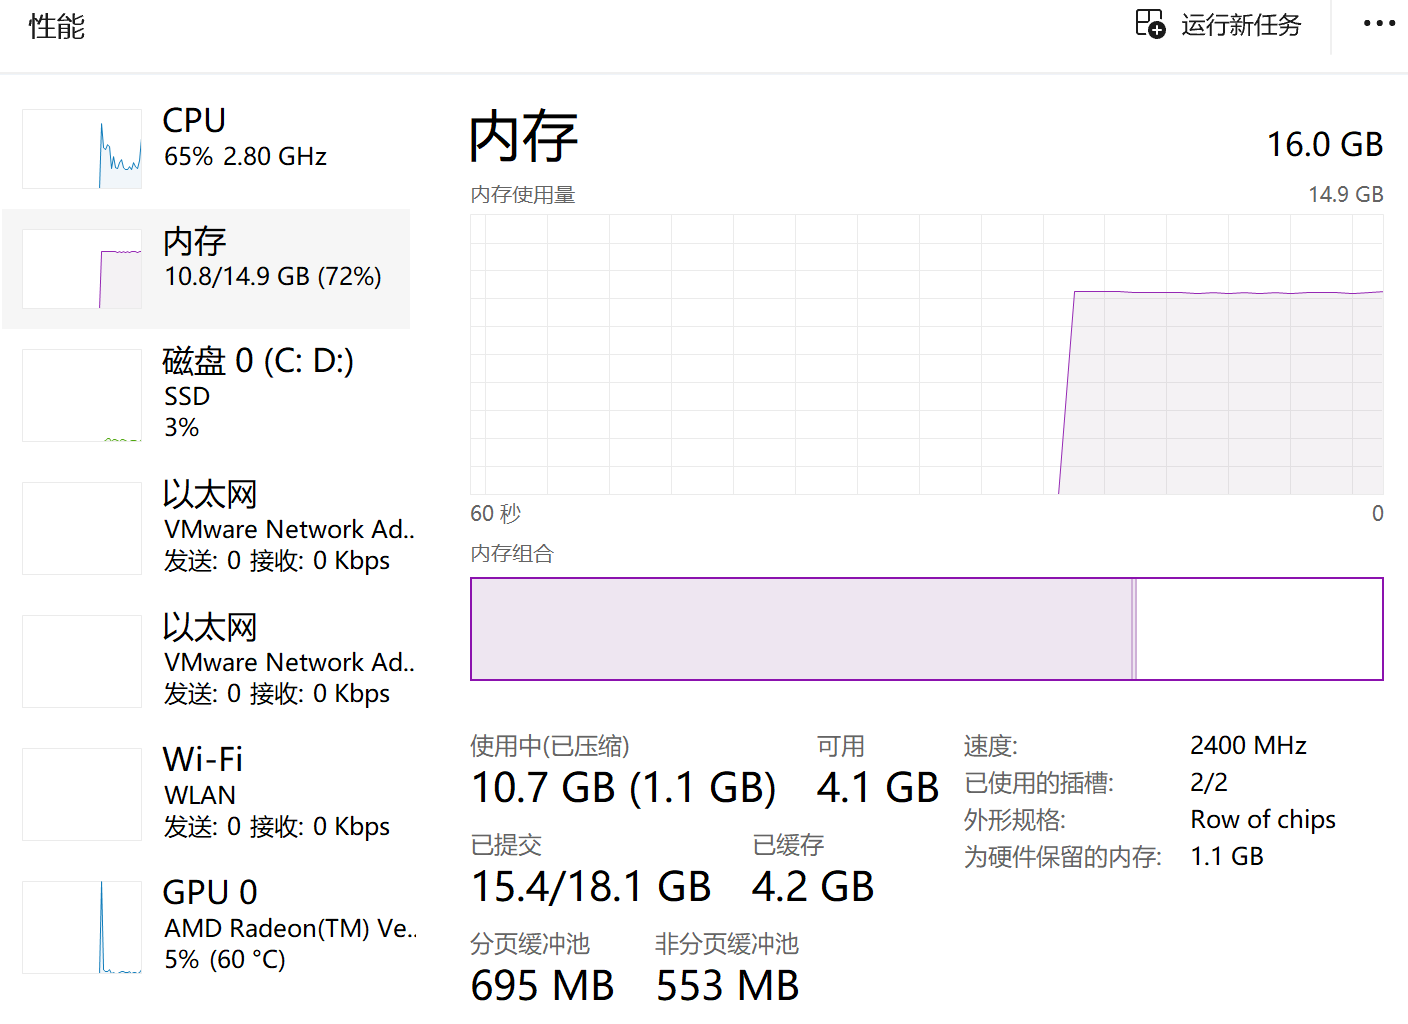 性能
运行新任务
CPU
65% 2.80 GHz
内存
10.8/14.9 GB (72%)
磁盘 0 (C: D:)
SSD
3%
以太网
VMware Network Ad..
发送: 0 接收: 0 Kbps
以太网
VMware Network Ad..
发送: 0 接收: 0 Kbps
Wi-Fi
WLAN
发送: 0 接收: 0 Kbps
GPU 0
AMD Radeon(TM) Ve..
5% (60 °C)
内存
16.0 GB
内存使用量
14.9 GB
60 秒
0
内存组合
使用中(已压缩)
10.7 GB (1.1 GB)
可用
4.1 GB
已提交
15.4/18.1 GB
已缓存
4.2 GB
分页缓冲池
695 MB
非分页缓冲池
553 MB
速度: 2400 MHz
已使用的插槽: 2/2
外形规格: Row of chips
为硬件保留的内存: 1.1 GB